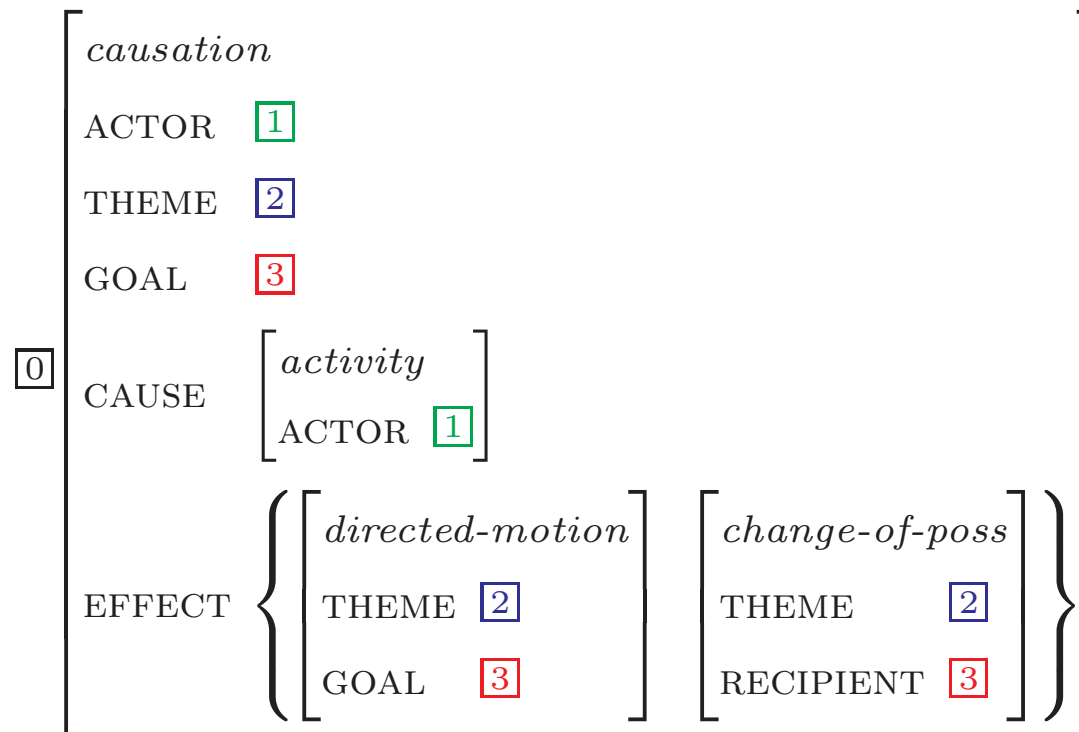 causation
ACTOR 1
THEME 2
GOAL 3
0
CAUSE
activity
ACTOR 1
EFFECT
directed-motion
THEME 2
GOAL 3
change-of-poss
THEME 2
RECIPIENT 3